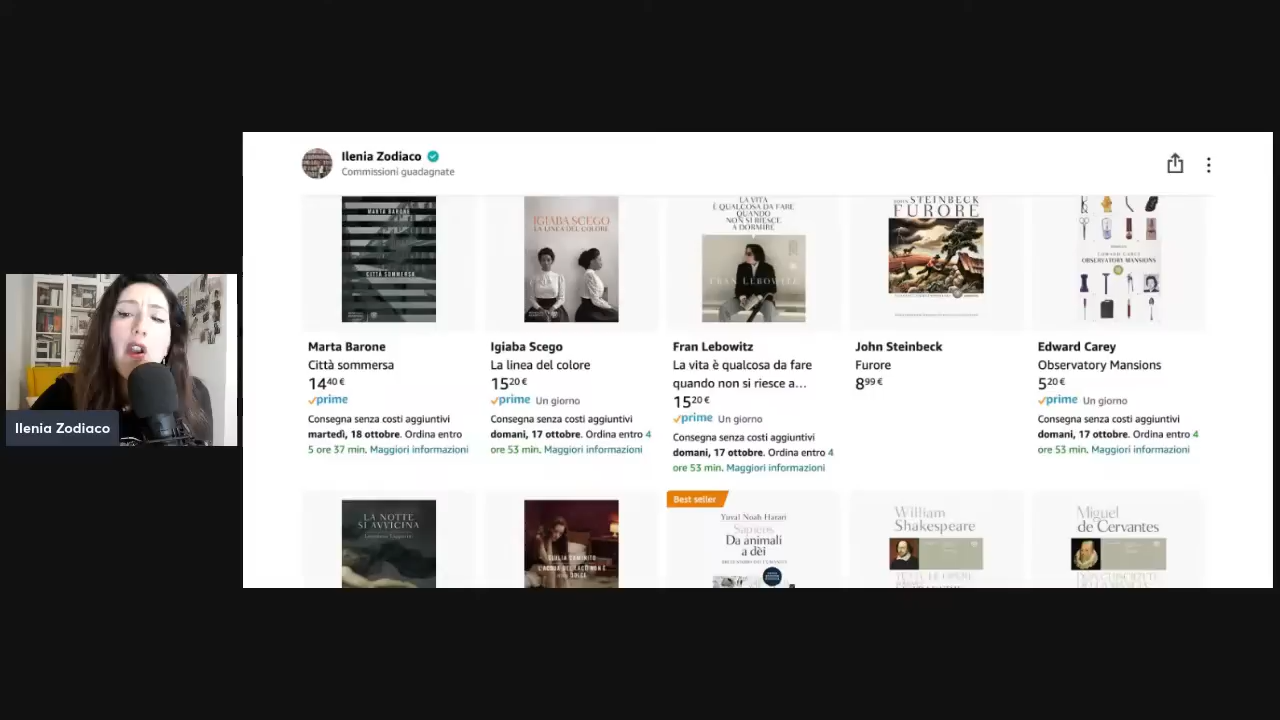 Ilenia Zodiaco
Commissioni guadagnate
MARTA BARONE
CITTÀ SOMMERSA
IGIABA SCEGO
LA LINEA DEL COLORE
LA VITA
È QUALCOSA DA FARE
QUANDO
NON SI RIESCE
A DORMIRE
FRAN LEBOWITZ
JOHN STEINBECK
FURORE
EDWARD CAREY
OBSERVATORY MANSIONS
Marta Barone
Città sommersa
14 40 €
prime
Consegna senza costi aggiuntivi
martedì, 18 ottobre. Ordina entro
5 ore 37 min. Maggiori informazioni
Igiaba Scego
La linea del colore
15 20 €
prime Un giorno
Consegna senza costi aggiuntivi
domani, 17 ottobre. Ordina entro 4
ore 53 min. Maggiori informazioni
Fran Lebowitz
La vita è qualcosa da fare
quando non si riesce a...
15 20 €
prime Un giorno
Consegna senza costi aggiuntivi
domani, 17 ottobre. Ordina entro 4
ore 53 min. Maggiori informazioni
John Steinbeck
Furore
8 99 €
Edward Carey
Observatory Mansions
5 20 €
prime Un giorno
Consegna senza costi aggiuntivi
domani, 17 ottobre. Ordina entro 4
ore 53 min. Maggiori informazioni
Ilenia Zodiaco
LA NOTTE
SI AVVICINA
L'ACQUA DEL LAGO NON È
MAI DOLCE
Best seller
Yuval Noah Harari
Sapiens
Da animali
a dèi
William
Shakespeare
Miguel
de Cervantes